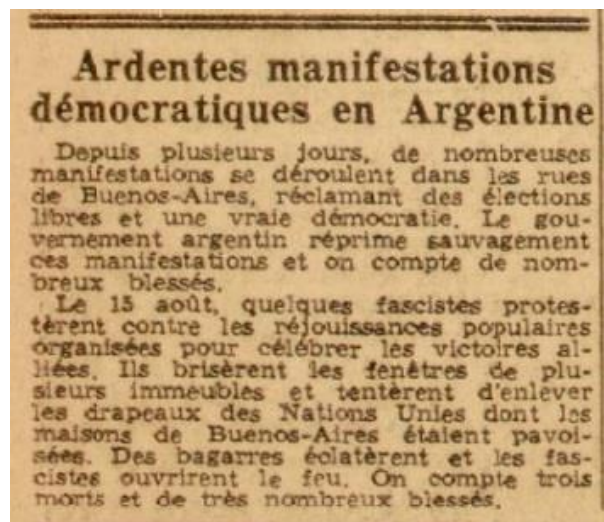 Ardentes manifestations
démocratiques en Argentine
Depuis plusieurs jours, de nombreuses
manifestations se déroulent dans les rues
de Buenos-Aires, réclamant des élections
libres et une vraie démocratie. Le gou-
vernement argentin réprime sauvagement
ces manifestations et on compte de nom-
breux blessés.
Le 15 août, quelques fascistes protes-
tèrent contre les réjouissances populaires
organisées pour célébrer les victoires al-
liées. Ils brisèrent les fenêtres de plu-
sieurs immeubles et tentèrent d'enlever
les drapeaux des Nations Unies dont les
maisons de Buenos-Aires étaient pavoi-
sées. Des bagarres éclatèrent et les fas-
cistes ouvrirent le feu. On compte trois
morts et de très nombreux blessés.